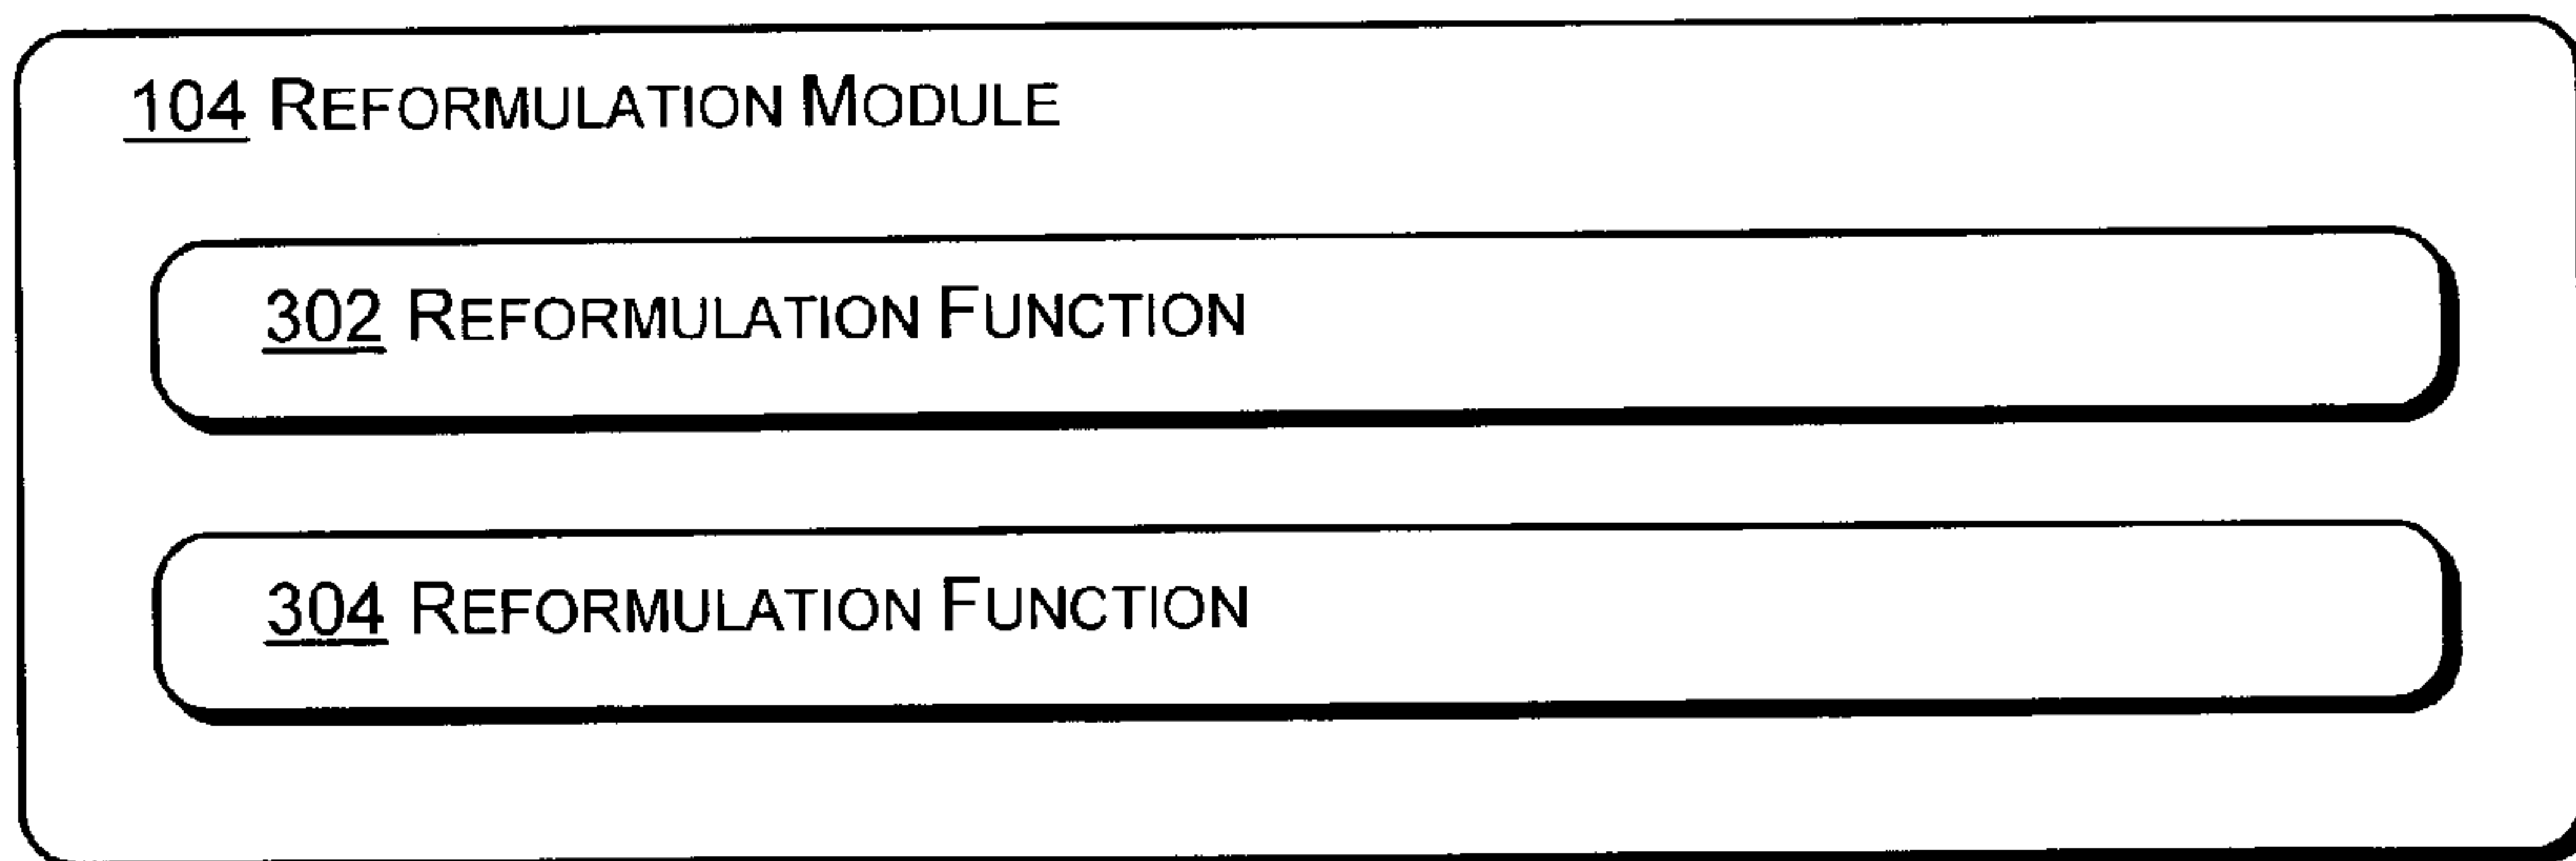 104 REFORMULATION MODULE
302 REFORMULATION FUNCTION
304 REFORMULATION FUNCTION